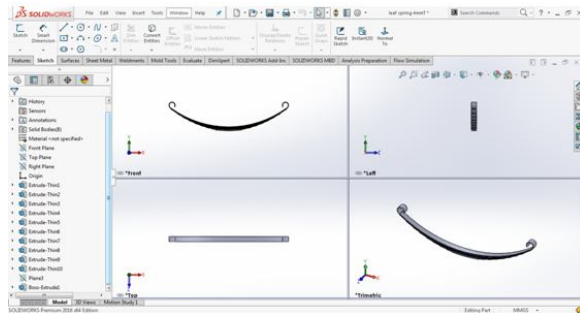 SOLIDWORKS File Edit View Insert Tools Window Help leaf spring-most1 * Search Commands
Sketch Smart Dimension Trim Entities Convert Entities Offset Entities Mirror Entities Linear Sketch Pattern Move Entities Display/Delete Relations Repair Sketch Quick Snaps Rapid Sketch Instant2D Normal To
Features Sketch Surfaces Sheet Metal Weldments Mold Tools Evaluate DimXpert SOLIDWORKS Add-Ins SOLIDWORKS MBD Analysis Preparation Flow Simulation
History
Sensors
Annotations
Solid Bodies(8)
Material <not specified>
Front Plane
Top Plane
Right Plane
Origin
Extrude-Thin1
Extrude-Thin2
Extrude-Thin3
Extrude-Thin4
Extrude-Thin5
Extrude-Thin6
Extrude-Thin7
Extrude-Thin8
Extrude-Thin9
Extrude-Thin10
Plane3
Boss-Extrude1
*Front
*Left
*Top
*Trimetric
Model 3D Views Motion Study 1
SOLIDWORKS Premium 2016 x64 Edition Editing Part MMGS